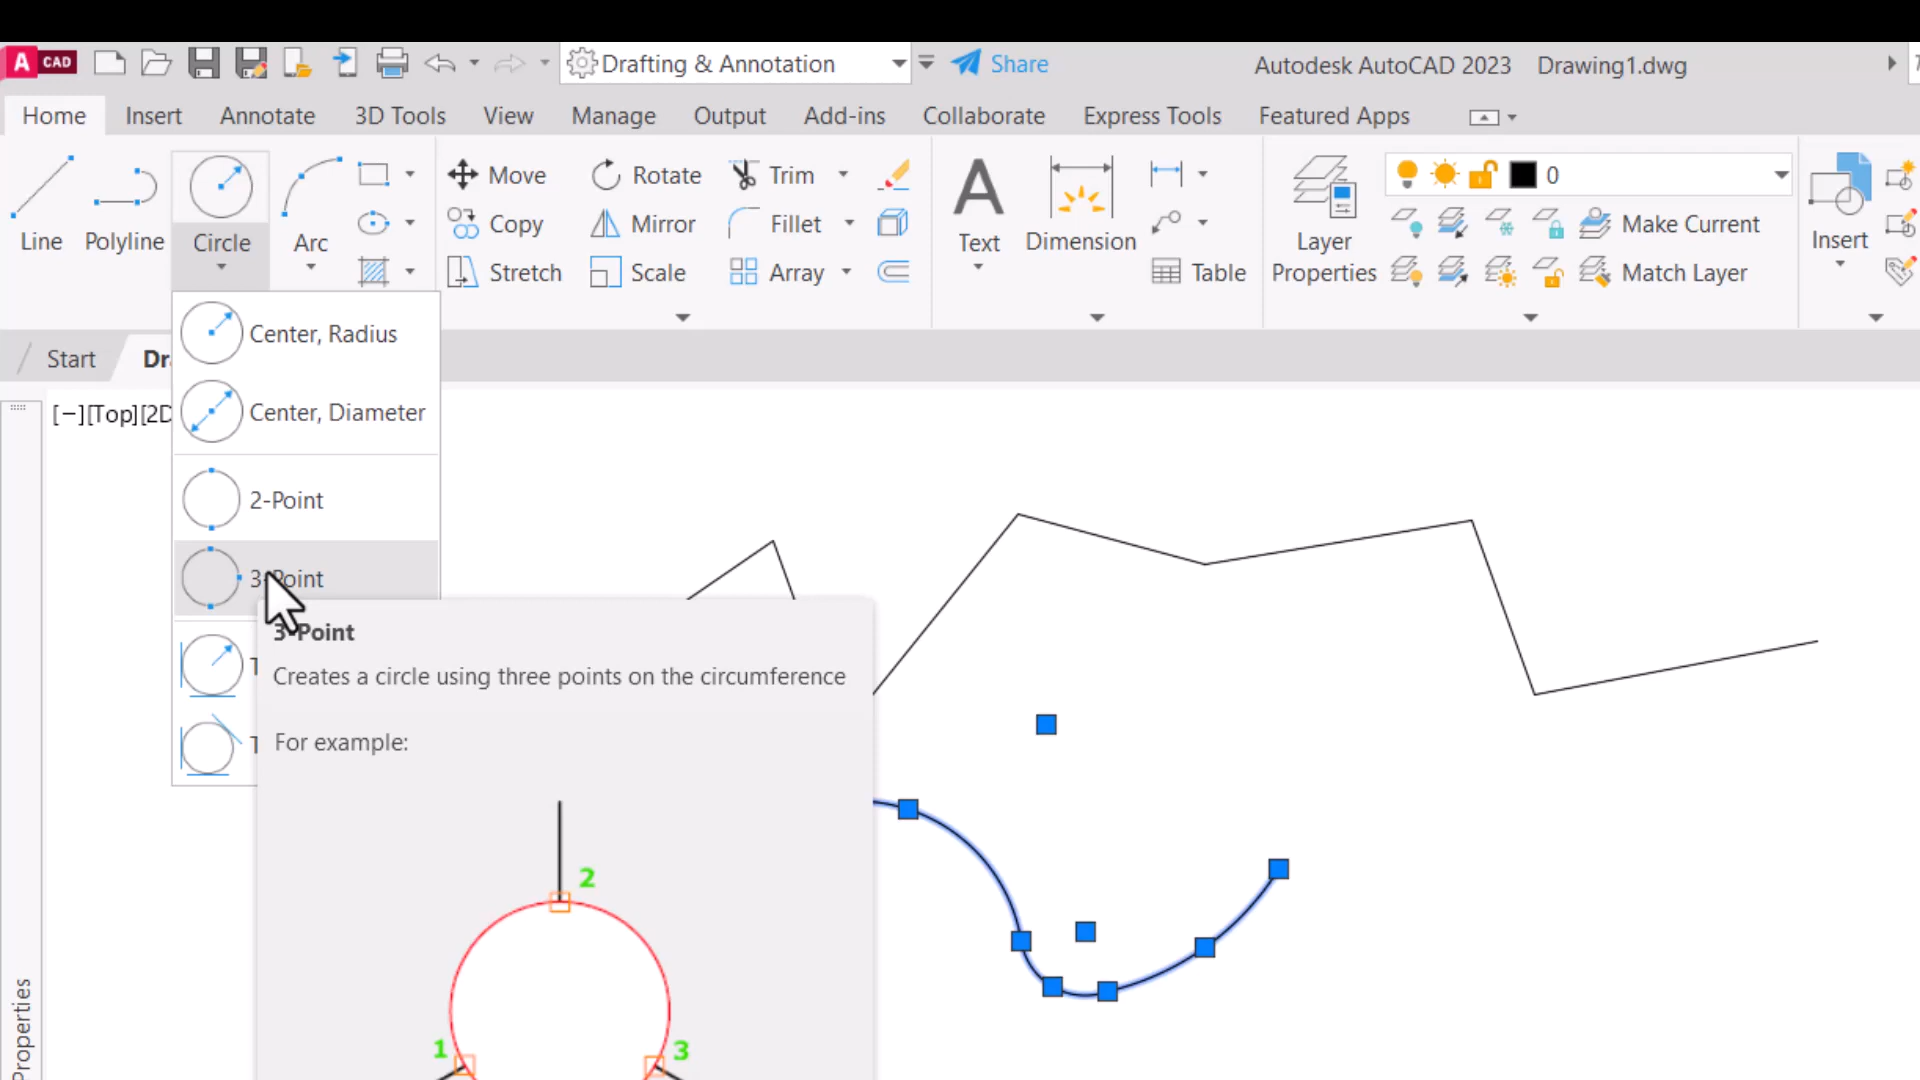 A CAD Drafting & Annotation Share Autodesk AutoCAD 2023 Drawing1.dwg
Home Insert Annotate 3D Tools View Manage Output Add-ins Collaborate Express Tools Featured Apps
Move Rotate Trim 0
Line Polyline Circle Arc Copy Mirror Fillet Text Dimension Layer Properties Make Current Insert
Stretch Scale Array Table Match Layer
Center, Radius
Start
Center, Diameter
[−][Top][2D
2-Point
3-Point
3-Point
Creates a circle using three points on the circumference
For example:
2
1 3
Properties